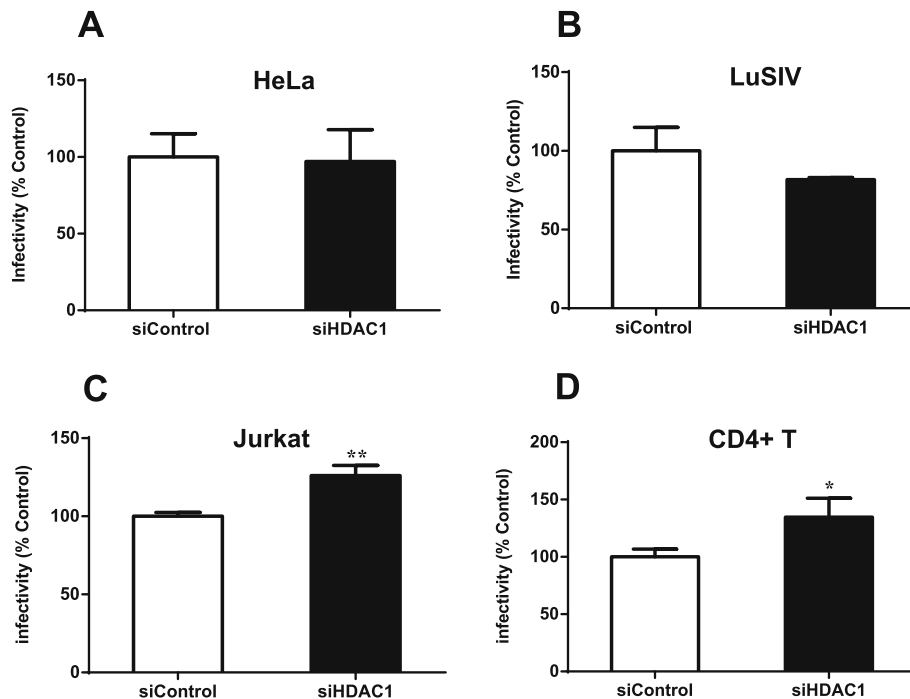 A
HeLa
Infectivity (% Control)
150
100
50
0
siControl siHDAC1
B
LuSIV
Infectivity (% Control)
150
100
50
0
siControl siHDAC1
C
Jurkat
infectivity (% Control)
150
100
50
0
**
siControl siHDAC1
D
CD4+ T
infectivity (% Control)
200
150
100
50
0
*
siControl siHDAC1